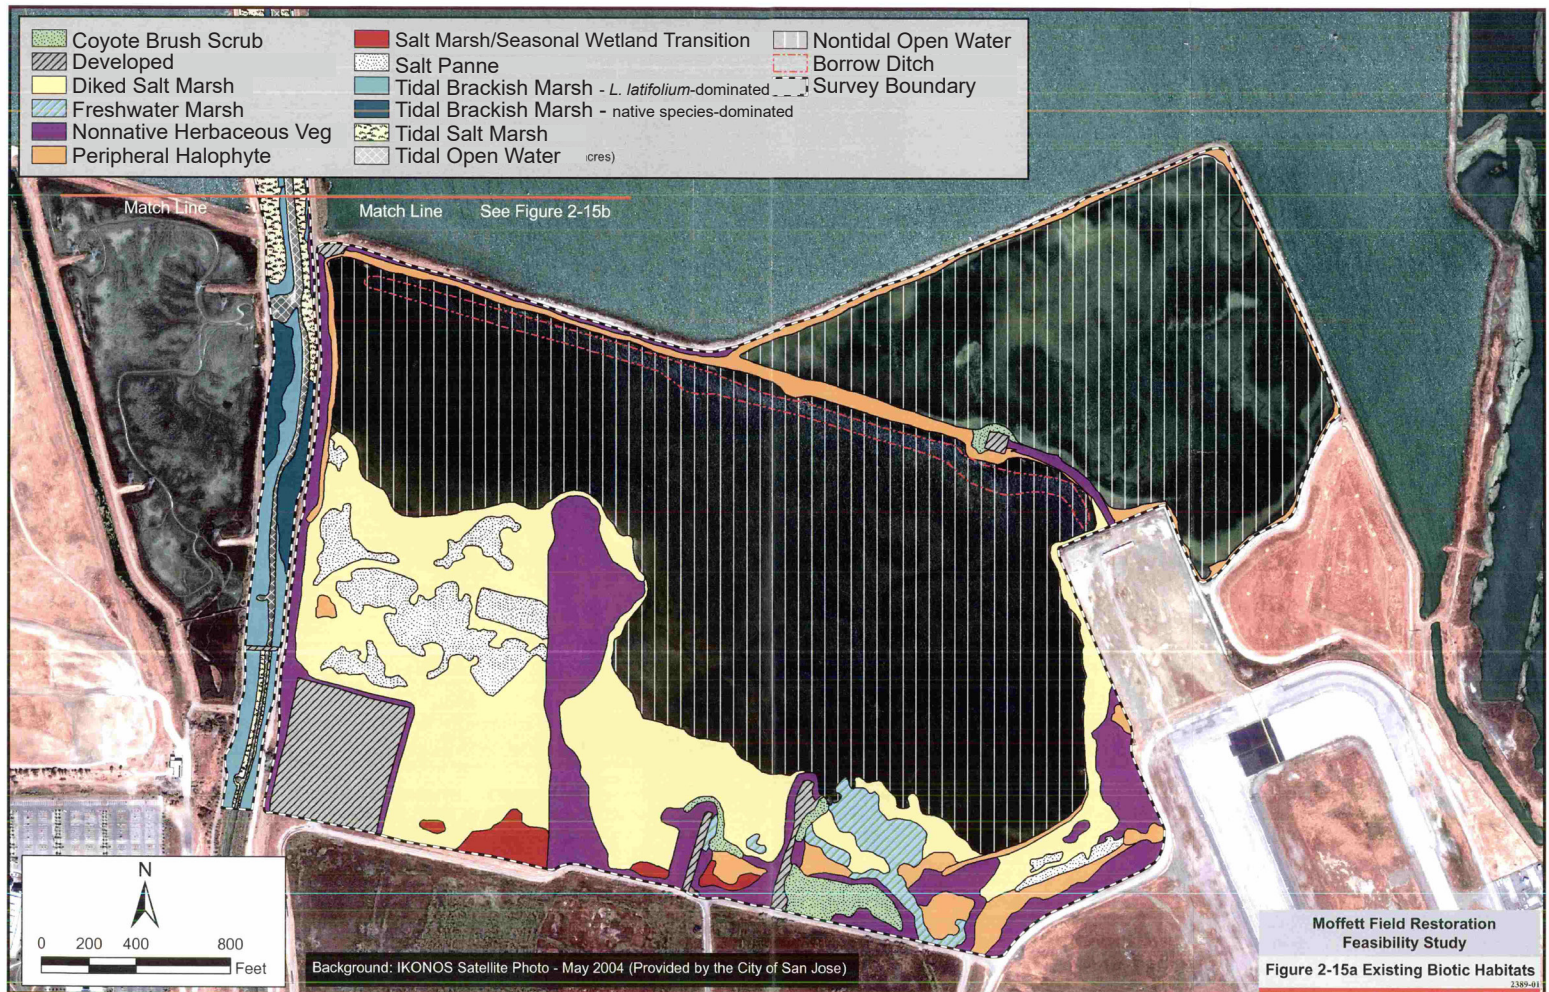 Coyote Brush Scrub
Developed
Diked Salt Marsh
Freshwater Marsh
Nonnative Herbaceous Veg
Peripheral Halophyte
Salt Marsh/Seasonal Wetland Transition
Salt Panne
Tidal Brackish Marsh - L. latifolium-dominated
Tidal Brackish Marsh - native species-dominated
Tidal Salt Marsh
Tidal Open Water cres)
Nontidal Open Water
Borrow Ditch
Survey Boundary
Match Line
Match Line See Figure 2-15b
N
0 200 400 800
Feet
Background: IKONOS Satellite Photo - May 2004 (Provided by the City of San Jose)
Moffett Field Restoration
Feasibility Study
Figure 2-15a Existing Biotic Habitats
2389-01